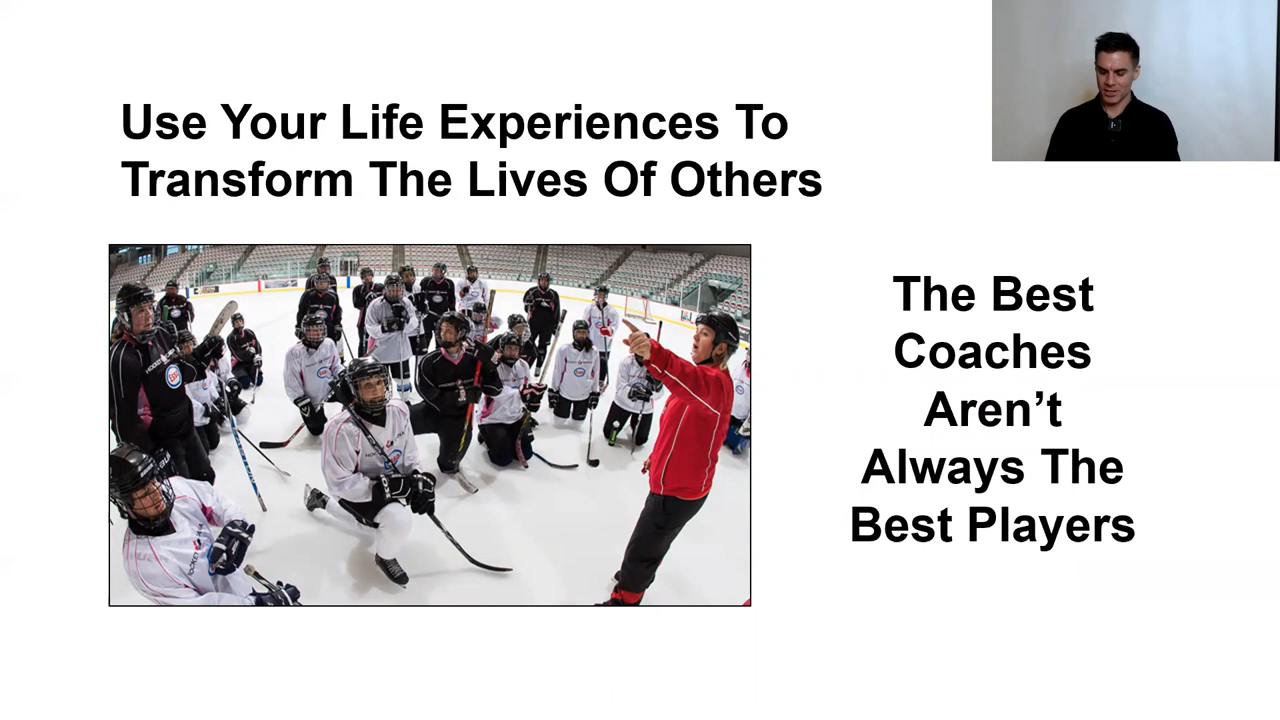 Use Your Life Experiences To
Transform The Lives Of Others
The Best
Coaches
Aren’t
Always The
Best Players